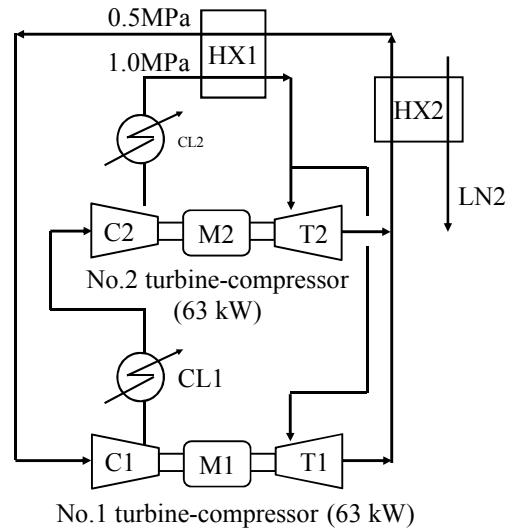 0.5MPa
HX1
1.0MPa
HX2
CL2
LN2
C2
M2
T2
No.2 turbine-compressor
(63 kW)
CL1
C1
M1
T1
No.1 turbine-compressor (63 kW)